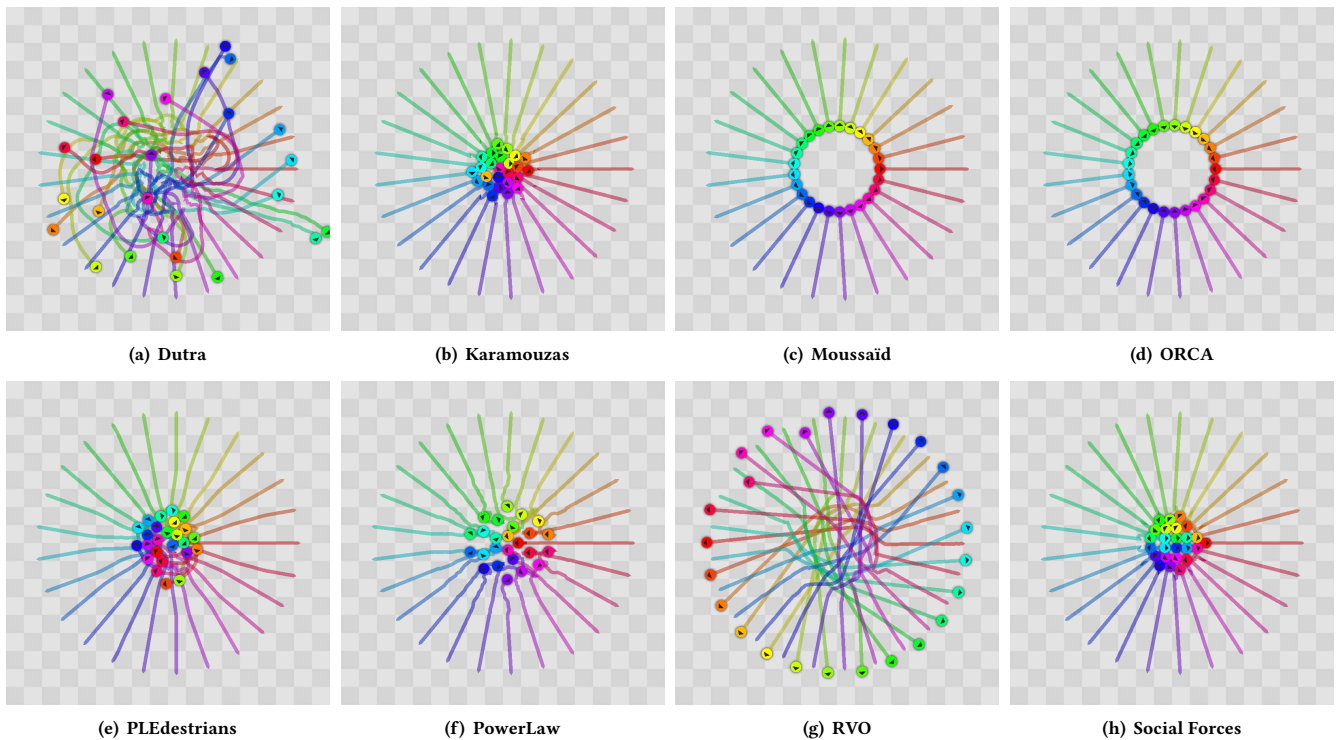 (a) Dutra
(b) Karamouzas
(c) Moussaïd
(d) ORCA
(e) PLEdestrians
(f) PowerLaw
(g) RVO
(h) Social Forces